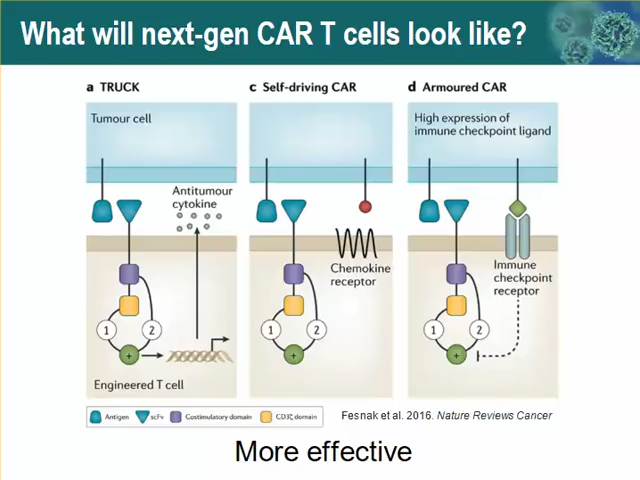 What will next-gen CAR T cells look like?
a TRUCK
Tumour cell
Antitumour
cytokine
1
2
+
Engineered T cell
c Self-driving CAR
Chemokine
receptor
1
2
+
d Armoured CAR
High expression of
immune checkpoint ligand
Immune
checkpoint
receptor
1
2
+
Antigen
scFv
Costimulatory domain
CD3ζ domain
Fesnak et al. 2016. Nature Reviews Cancer
More effective